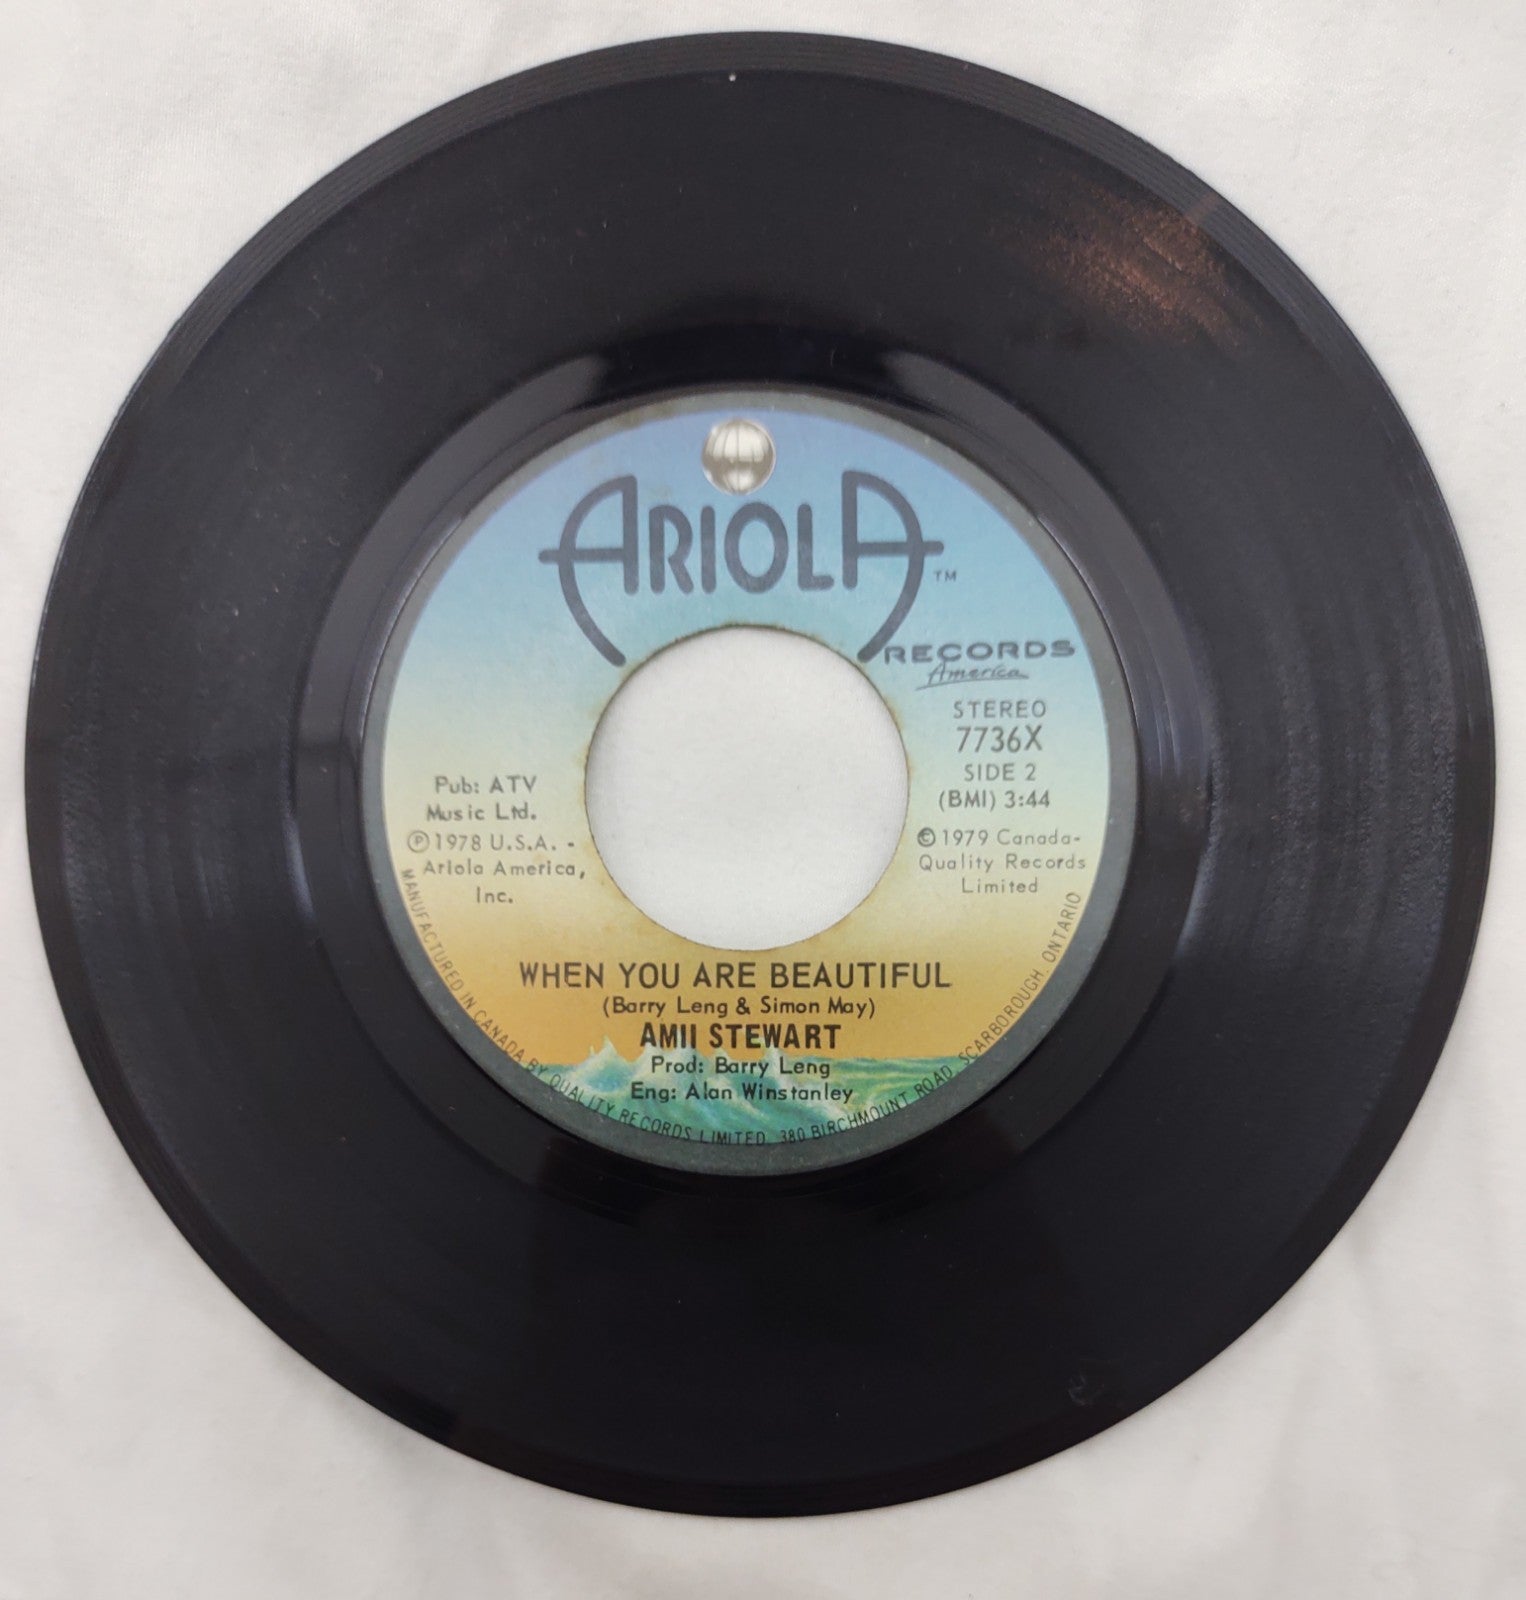 ARIOLA TM
RECORDS
America
STEREO
7736X
SIDE 2
(BMI) 3:44
Pub: ATV
Music Ltd.
℗1978 U.S.A. -
Ariola America,
Inc.
©1979 Canada-
Quality Records
Limited
WHEN YOU ARE BEAUTIFUL
(Barry Leng & Simon May)
AMII STEWART
Prod: Barry Leng
Eng: Alan Winstanley
MANUFACTURED IN CANADA BY QUALITY RECORDS LIMITED, 380 BIRCHMOUNT ROAD, SCARBOROUGH, ONTARIO